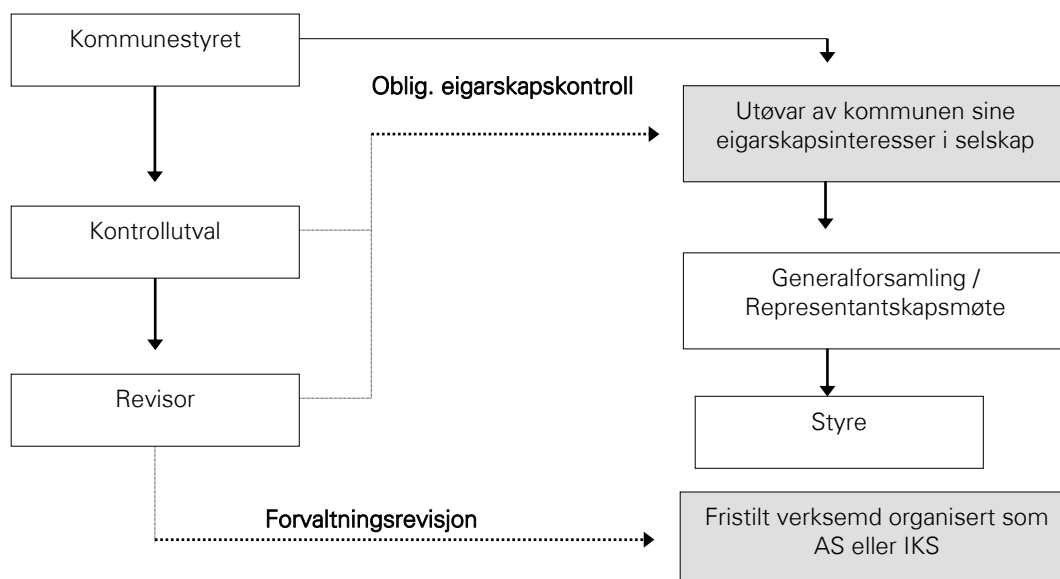 Kommunestyret
Oblig. eigarskapskontroll
Utøvar av kommunen sine
eigarskapsinteresser i selskap
Kontrollutval
Generalforsamling /
Representantskapsmøte
Revisor
Styre
Forvaltningsrevisjon
Fristilt verksemd organisert som
AS eller IKS